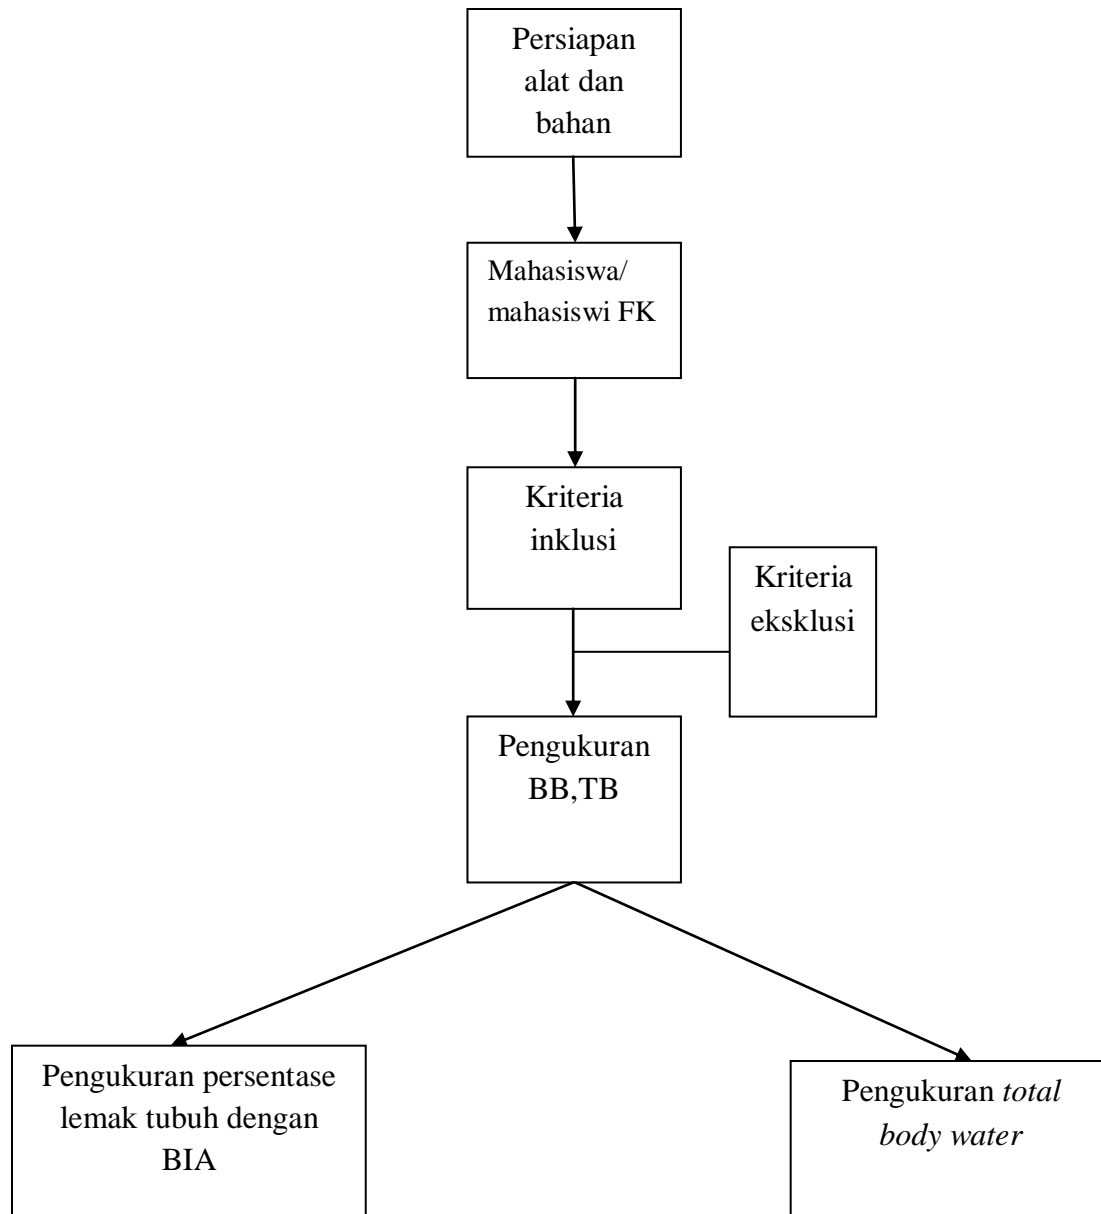 Persiapan
alat dan
bahan
Mahasiswa/
mahasiswi FK
Kriteria
inklusi
Kriteria
eksklusi
Pengukuran
BB,TB
Pengukuran persentase
lemak tubuh dengan
BIA
Pengukuran total
body water